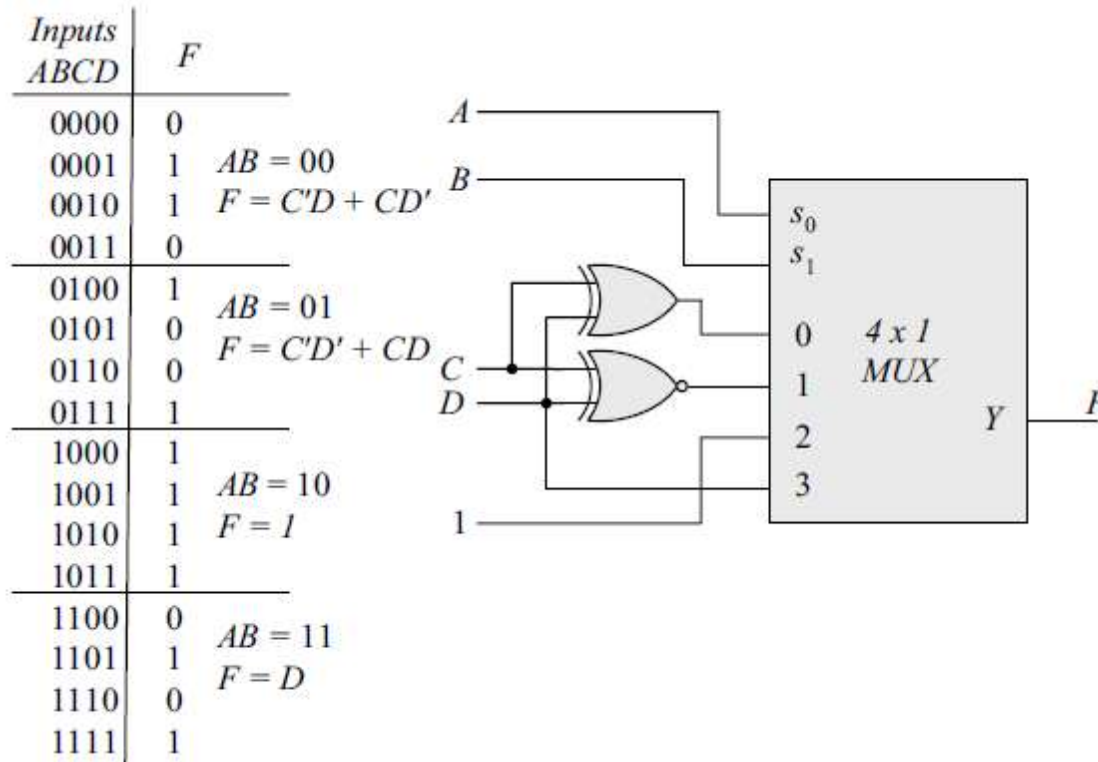 Inputs
ABCD F
0000 0
0001 1 AB = 00
0010 1 F = C'D + CD'
0011 0
0100 1 AB = 01
0101 0 F = C'D' + CD
0110 0
0111 1
1000 1
1001 1 AB = 10
1010 1 F = 1
1011 1
1100 0 AB = 11
1101 1 F = D
1110 0
1111 1
A
B
C
D
1
s0
s1
0
1
2
3
4 x 1
MUX
Y